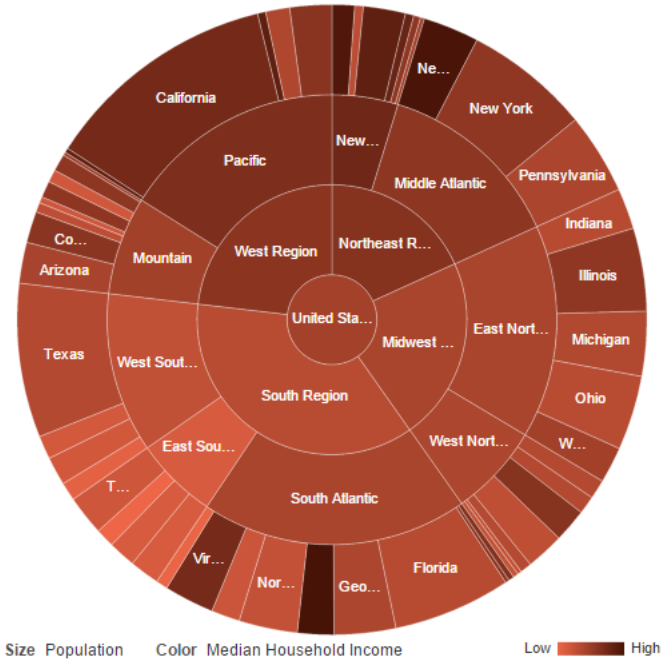 California
Ne...
New York
Pacific
New...
Middle Atlantic
Pennsylvania
Indiana
West Region
Northeast R...
Co...
Mountain
Arizona
Illinois
United Sta...
Midwest ...
East Nort...
Michigan
Texas
West Sout...
South Region
Ohio
East Sou...
West Nort...
W...
T...
South Atlantic
Vir...
Nor...
Geo...
Florida
Size Population Color Median Household Income Low High